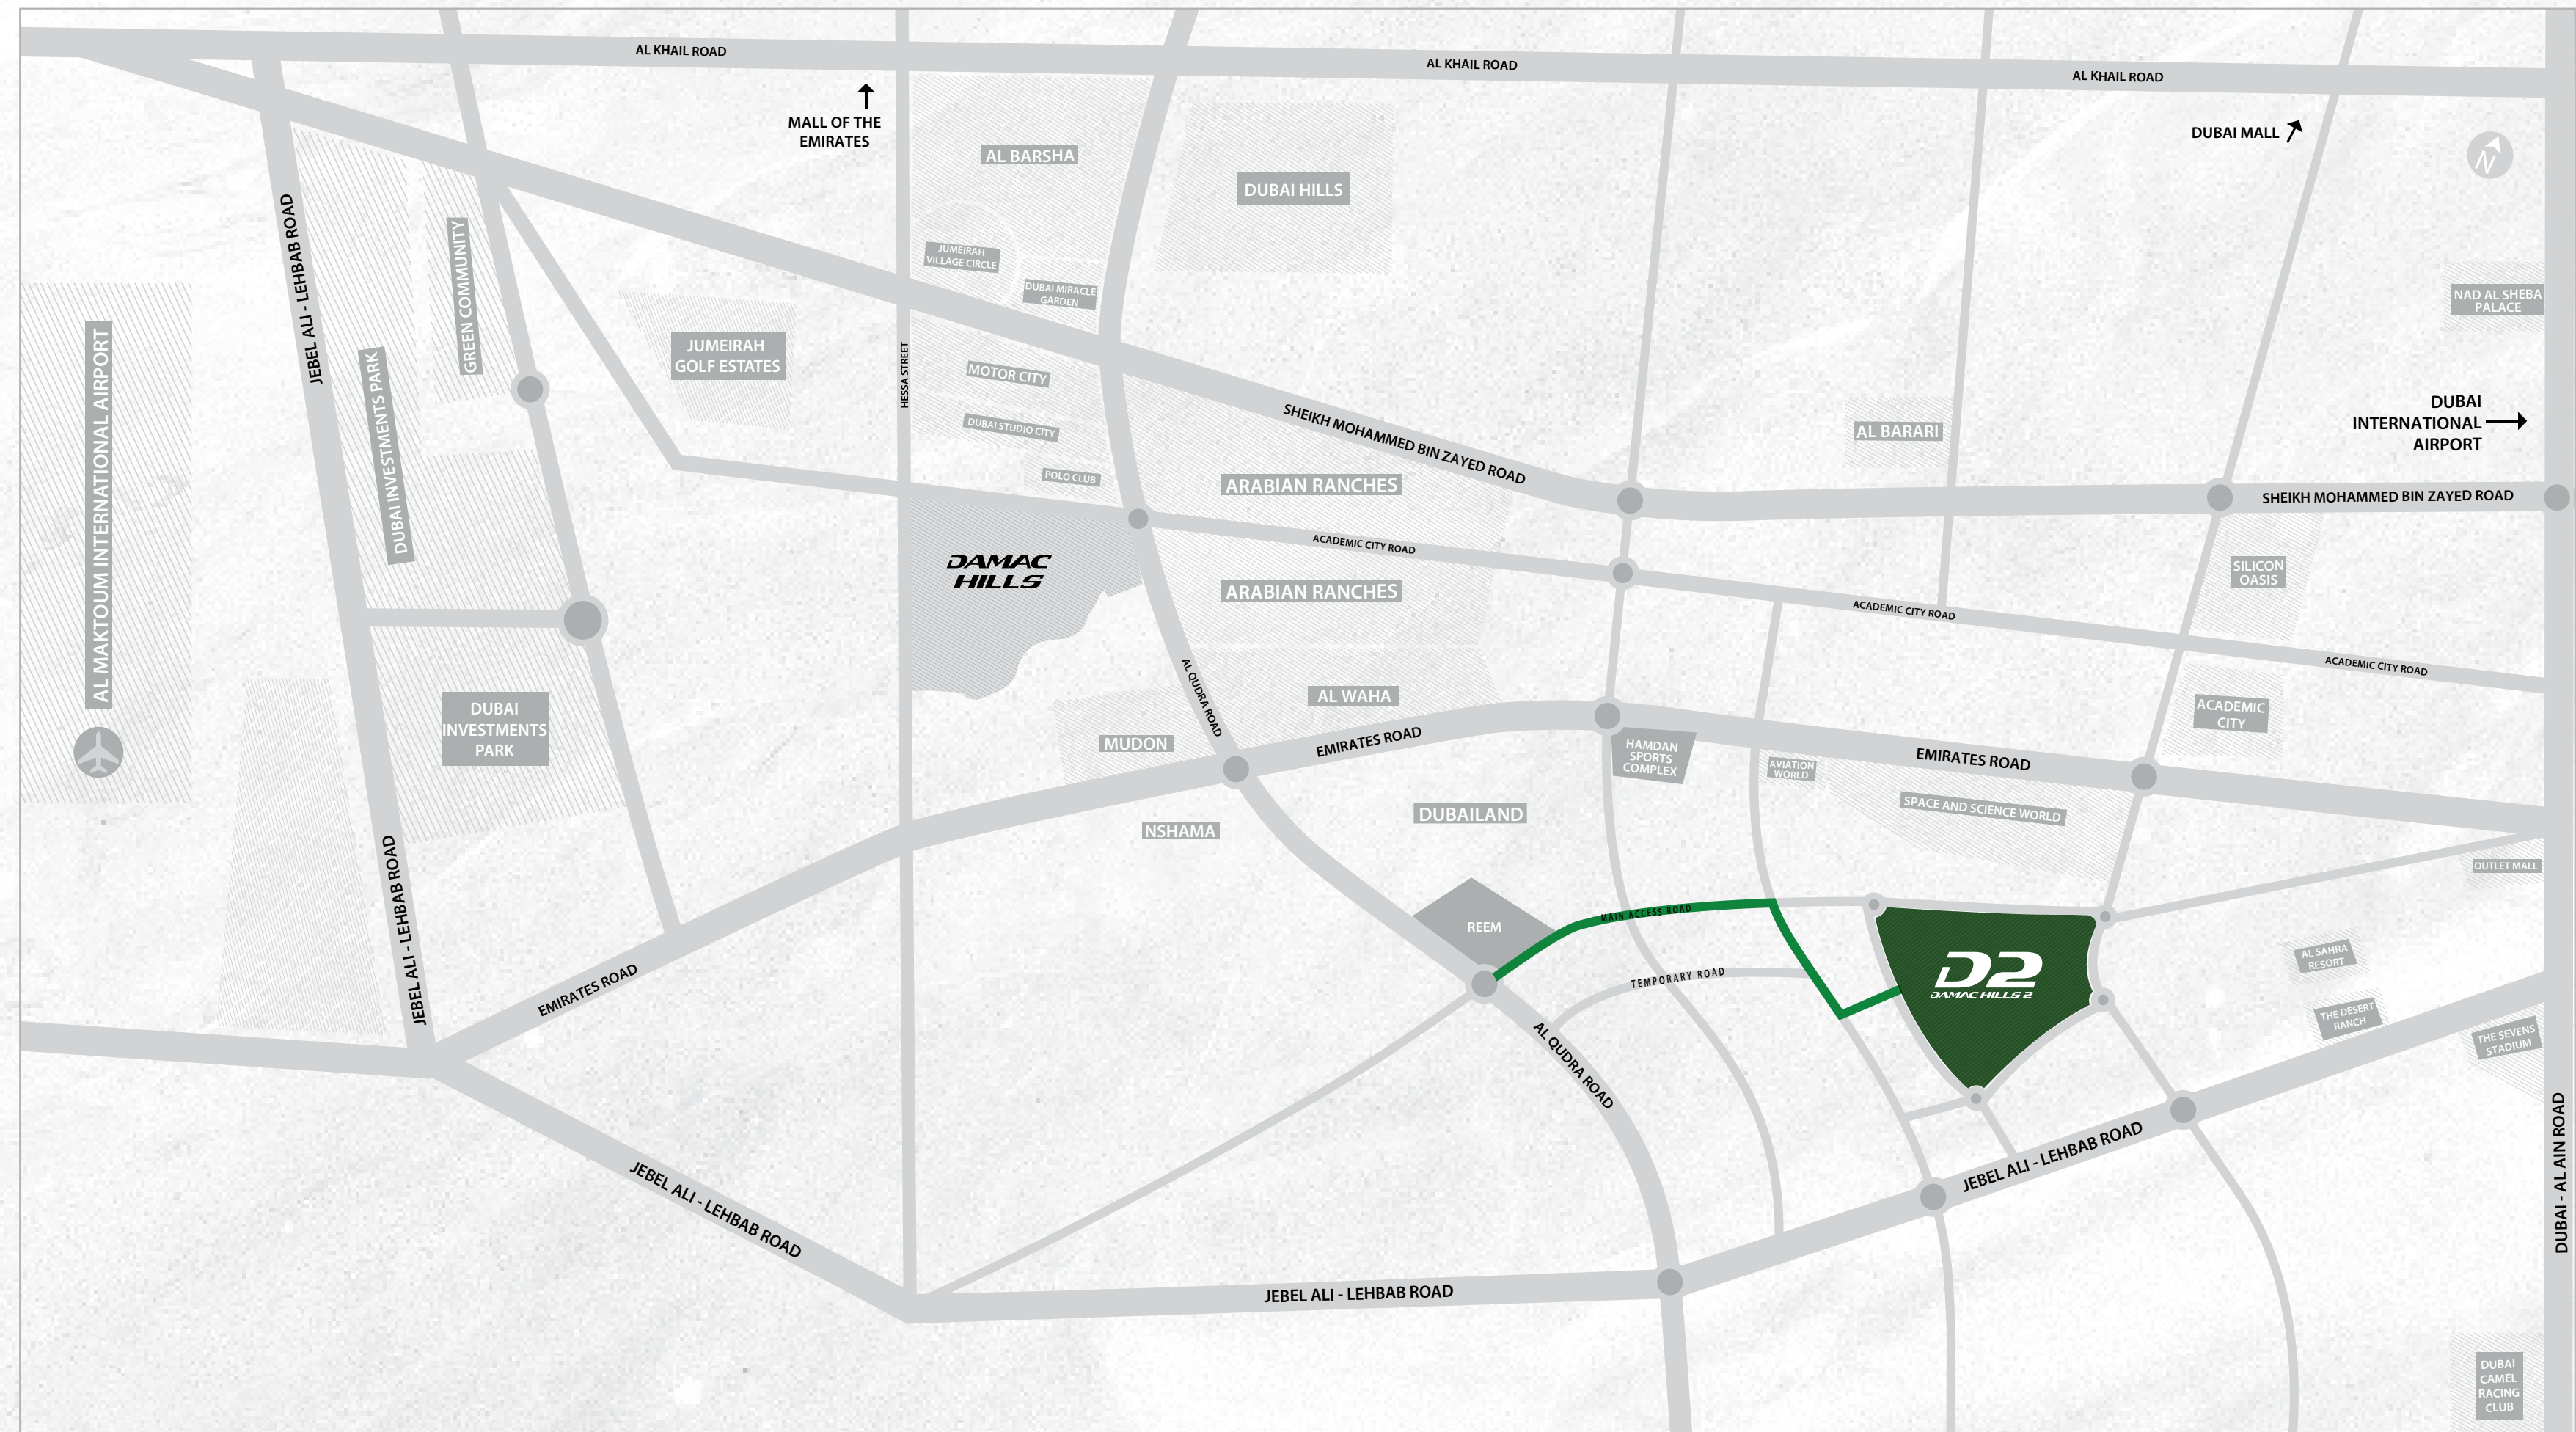 AL KHAIL ROAD
AL KHAIL ROAD
AL KHAIL ROAD
MALL OF THE
EMIRATES
DUBAI MALL
N
AL BARSHA
DUBAI HILLS
JEBEL ALI - LEHBAB ROAD
GREEN COMMUNITY
JUMEIRAH
VILLAGE CIRCLE
DUBAI MIRACLE
GARDEN
NAD AL SHEBA
PALACE
AL MAKTOUM INTERNATIONAL AIRPORT
DUBAI INVESTMENTS PARK
JUMEIRAH
GOLF ESTATES
HESSA STREET
MOTOR CITY
DUBAI STUDIO CITY
POLO CLUB
SHEIKH MOHAMMED BIN ZAYED ROAD
AL BARARI
DUBAI
INTERNATIONAL
AIRPORT
ARABIAN RANCHES
SHEIKH MOHAMMED BIN ZAYED ROAD
ACADEMIC CITY ROAD
DAMAC
HILLS
ARABIAN RANCHES
SILICON
OASIS
ACADEMIC CITY ROAD
ACADEMIC CITY ROAD
AL QUDRA ROAD
AL WAHA
ACADEMIC
CITY
DUBAI
INVESTMENTS
PARK
MUDON
EMIRATES ROAD
HAMDAN
SPORTS
COMPLEX
AVIATION
WORLD
EMIRATES ROAD
SPACE AND SCIENCE WORLD
NSHAMA
DUBAILAND
OUTLET MALL
JEBEL ALI - LEHBAB ROAD
REEM
MAIN ACCESS ROAD
EMIRATES ROAD
TEMPORARY ROAD
D2
DAMAC HILLS 2
AL SAHRA
RESORT
THE DESERT
RANCH
THE SEVENS
STADIUM
AL QUDRA ROAD
JEBEL ALI - LEHBAB ROAD
JEBEL ALI - LEHBAB ROAD
DUBAI - AL AIN ROAD
JEBEL ALI - LEHBAB ROAD
DUBAI
CAMEL
RACING
CLUB